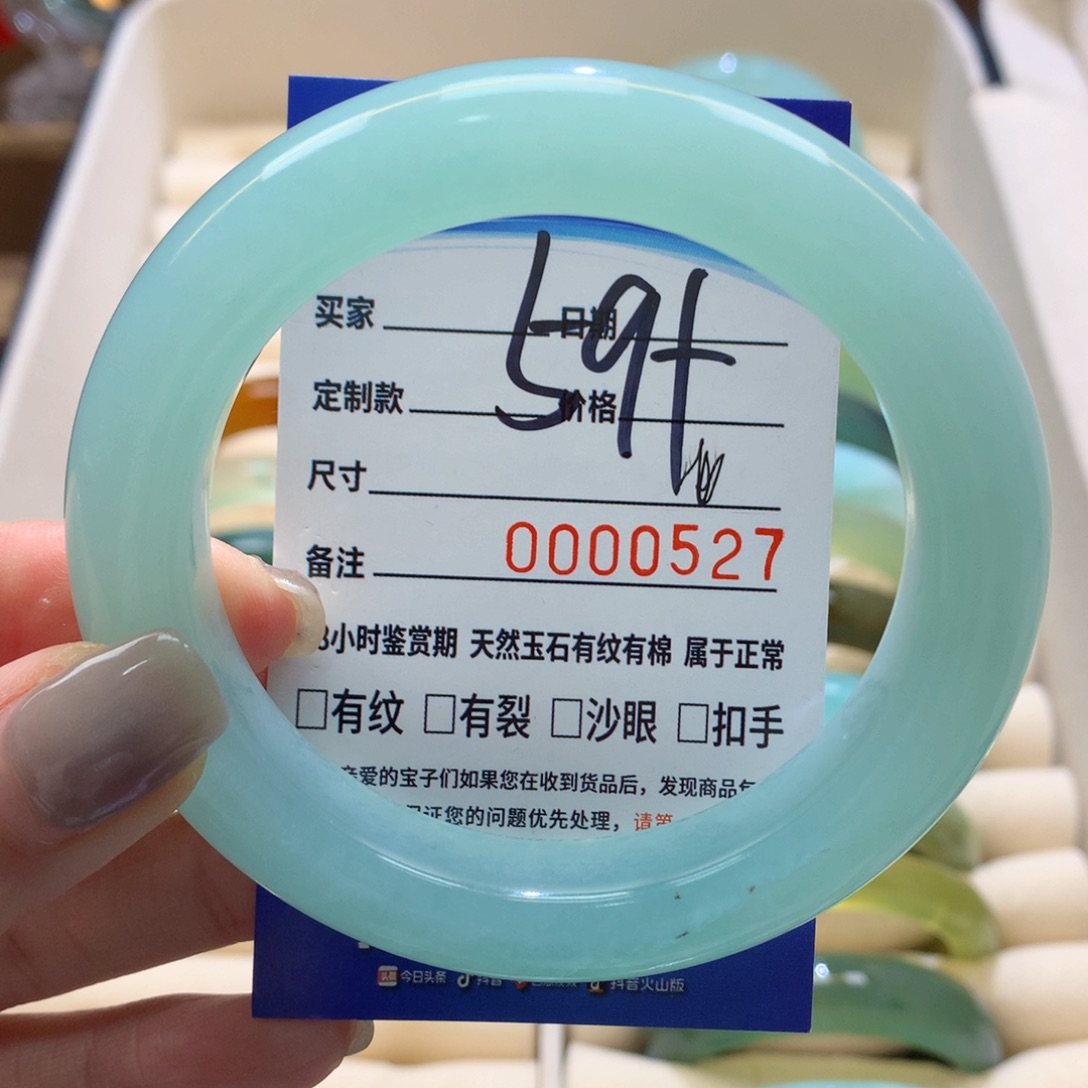 买家 日期
59+
定制款 价格
尺寸
备注 0000527
小时鉴赏期 天然玉石有纹有棉 属于正常
□有纹 □有裂 □沙眼 □扣手
亲爱的宝子们如果您在收到货品后，发现商品
证您的问题优先处理，请第
今日头条 抖音 抖音火山版